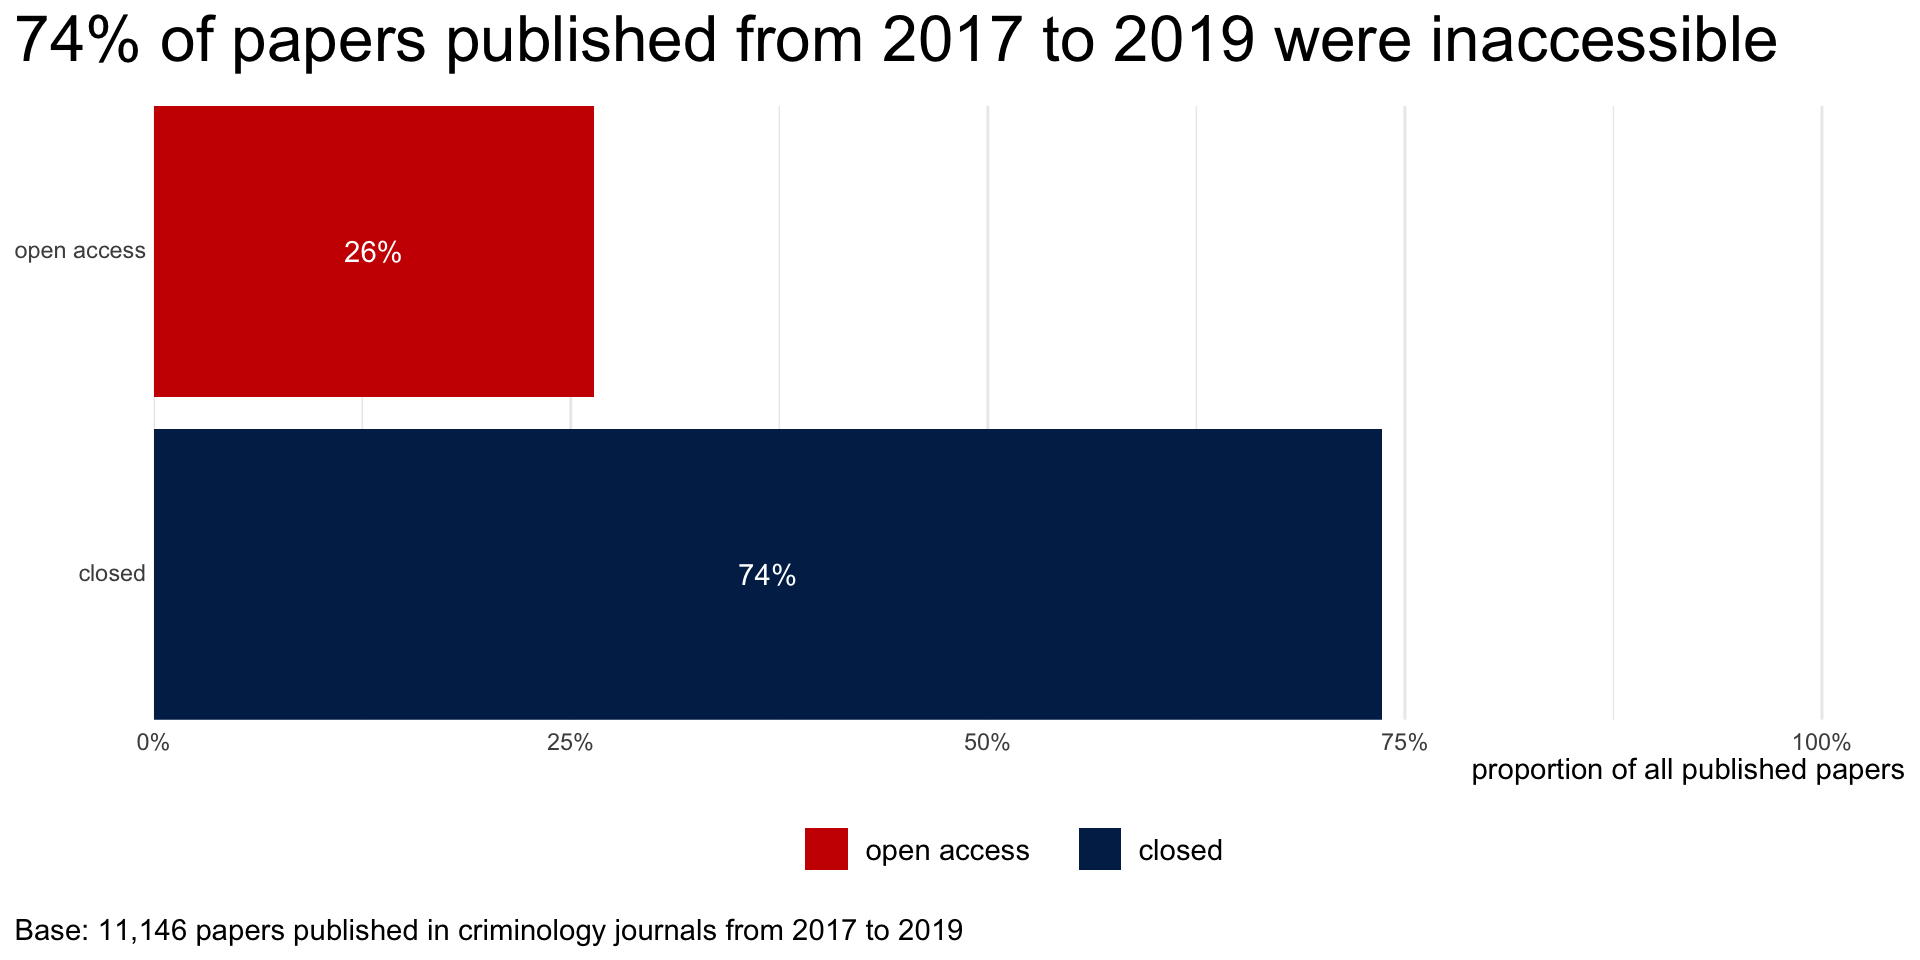 74% of papers published from 2017 to 2019 were inaccessible
open access
26%
closed
74%
0%
25%
50%
75%
100%
proportion of all published papers
open access
closed
Base: 11,146 papers published in criminology journals from 2017 to 2019